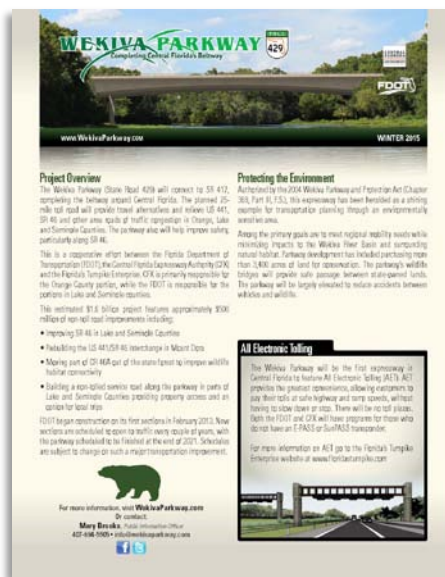 WEKIVA PARKWAY
Completing Central Florida's Beltway
429
FDOT
www.WekivaParkway.com
WINTER 2015
Project Overview
The Wekiva Parkway (State Road 429) will connect to SR 417,
completing the beltway around Central Florida. The planned 25-
mile toll road will provide travel alternatives and relieve US 441,
SR 46 and other area roads of traffic congestion in Orange, Lake
and Seminole Counties. The parkway also will help improve safety,
particularly along SR 46.
This is a cooperative effort between the Florida Department of
Transportation (FDOT), the Central Florida Expressway Authority (CFX)
and the Florida's Turnpike Enterprise. CFX is primarily responsible for
the Orange County portion, while the FDOT is responsible for the
portions in Lake and Seminole counties.
This estimated $1.6 billion project features approximately $500
million of non-toll road improvements including:
• Improving SR 46 in Lake and Seminole Counties
• Rebuilding the US 441/SR 46 Interchange in Mount Dora
• Moving part of CR 46A out of the state forest to improve wildlife
habitat connectivity
• Building a non-tolled service road along the parkway in parts of
Lake and Seminole Counties providing property access and an
option for local trips
FDOT began construction on its first sections in February 2013. New
sections are scheduled to open to traffic every couple of years, with
the parkway scheduled to be finished at the end of 2021. Schedules
are subject to change on such a major transportation improvement.
For more information, visit WekivaParkway.com
Or contact:
Mary Brooks, Public Information Officer
407-694-5505 • info@wekivaparkway.com
Protecting the Environment
Authorized by the 2004 Wekiva Parkway and Protection Act (Chapter
369, Part III, F.S.), this expressway has been heralded as a shining
example for transportation planning through an environmentally
sensitive area.
Among the primary goals are to meet regional mobility needs while
minimizing impacts to the Wekiva River Basin and surrounding
natural habitat. Parkway development has included purchasing more
than 3,400 acres of land for conservation. The parkway's wildlife
bridges will provide safe passage between state-owned lands.
The parkway will be largely elevated to reduce accidents between
vehicles and wildlife.
All Electronic Tolling
The Wekiva Parkway will be the first expressway in
Central Florida to feature All Electronic Tolling (AET). AET
provides the greatest convenience, allowing customers to
pay their tolls at safe highway and ramp speeds, without
having to slow down or stop. There will be no toll plazas.
Both the FDOT and CFX will have programs for those who
do not have an E-PASS or SunPASS transponder.
For more information on AET go to the Florida's Turnpike
Enterprise website at www.floridasturnpike.com